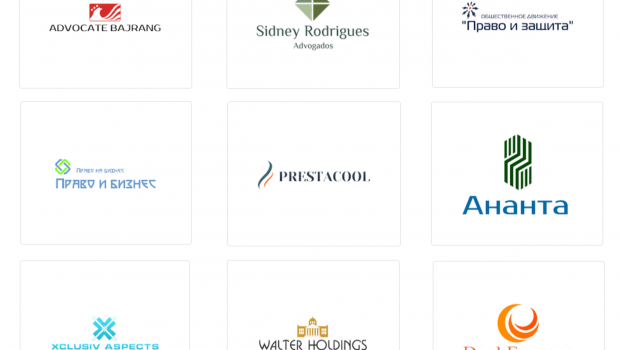 ADVOCATE BAJRANG
Sidney Rodrigues
Advogados
ОБЩЕСТВЕННОЕ ДВИЖЕНИЕ
"Право и защита"
ПРАВО НА БИЗНЕС
ПРАВО И БИЗНЕС
PRESTACOOL
Ананта
XCLUSIV ASPECTS
WALTER HOLDINGS